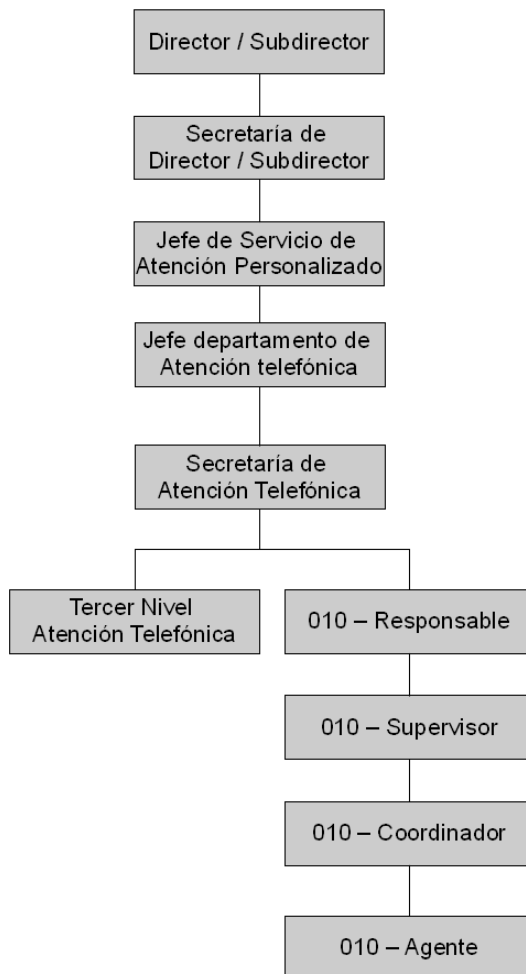 Director / Subdirector
Secretaría de
Director / Subdirector
Jefe de Servicio de
Atención Personalizado
Jefe departamento de
Atención telefónica
Secretaría de
Atención Telefónica
Tercer Nivel
Atención Telefónica
010 – Responsable
010 – Supervisor
010 – Coordinador
010 – Agente